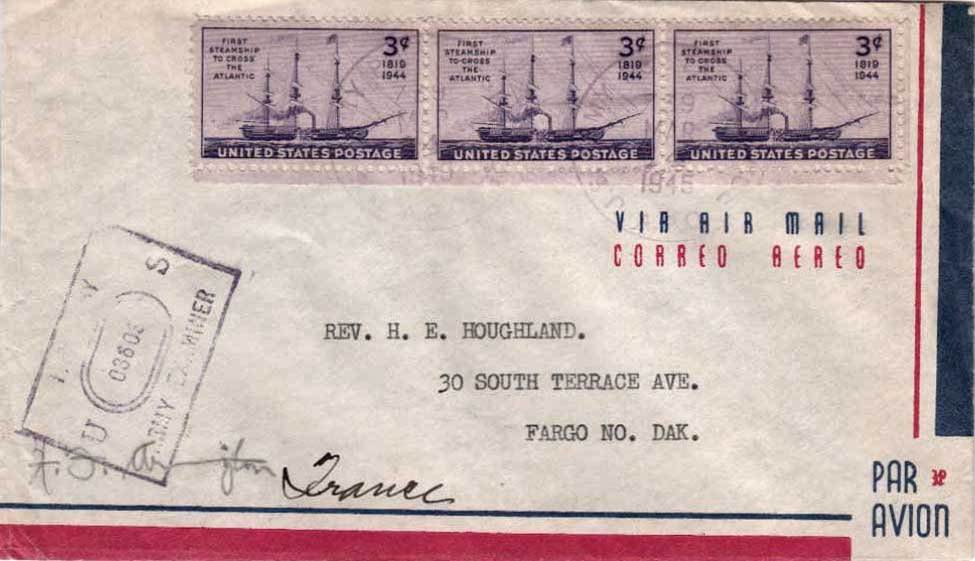 FIRST
STEAMSHIP
TO CROSS
THE
ATLANTIC
3¢
1819
1944
UNITED STATES POSTAGE
FIRST
STEAMSHIP
TO CROSS
THE
ATLANTIC
3¢
1819
1944
UNITED STATES POSTAGE
FIRST
STEAMSHIP
TO CROSS
THE
ATLANTIC
3¢
1819
1944
UNITED STATES POSTAGE
1945
VIA AIR MAIL
CORREO AEREO
REV. H. E. HOUGHLAND.
30 SOUTH TERRACE AVE.
FARGO NO. DAK.
U S
ARMY EXAMINER
France
PAR
AVION